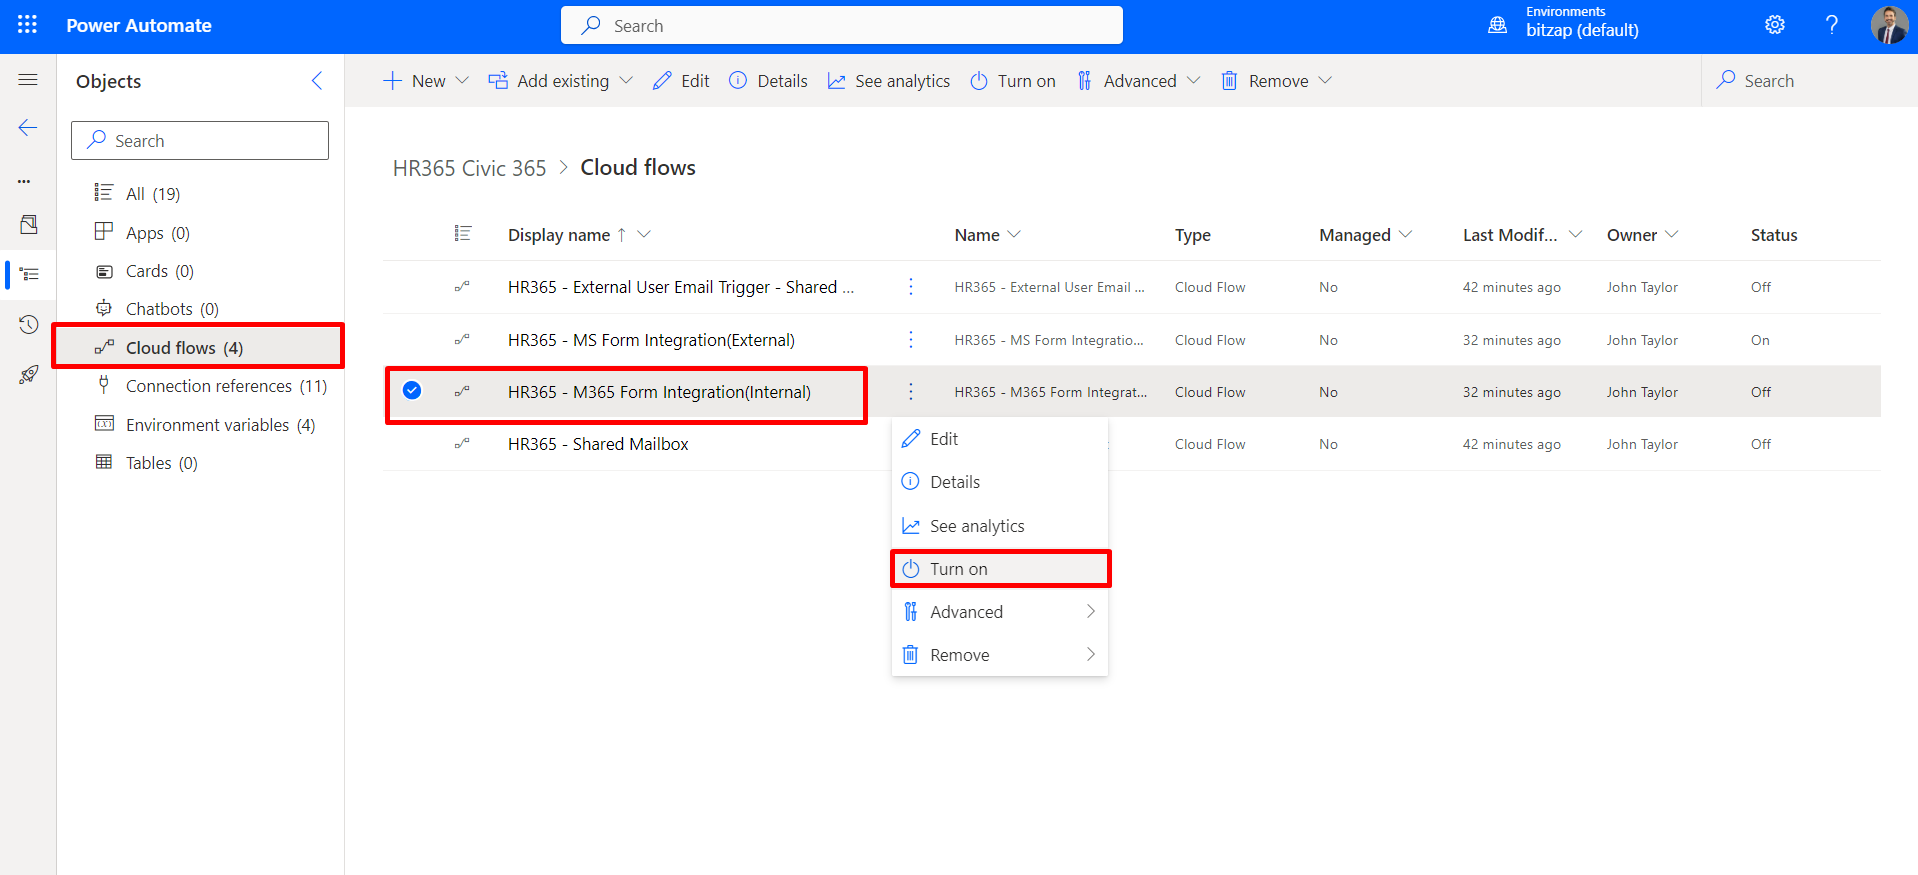 Power Automate
Search
Environments
bitzap (default)
Objects
New
Add existing
Edit
Details
See analytics
Turn on
Advanced
Remove
Search
Search
All (19)
Apps (0)
Cards (0)
Chatbots (0)
Cloud flows (4)
Connection references (11)
Environment variables (4)
Tables (0)
HR365 Civic 365 > Cloud flows
Display name ↑ Name Type Managed Last Modif... Owner Status
HR365 - External User Email Trigger - Shared ... HR365 - External User Email ... Cloud Flow No 42 minutes ago John Taylor Off
HR365 - MS Form Integration(External) HR365 - MS Form Integratio... Cloud Flow No 32 minutes ago John Taylor On
HR365 - M365 Form Integration(Internal) HR365 - M365 Form Integrat... Cloud Flow No 32 minutes ago John Taylor Off
HR365 - Shared Mailbox Cloud Flow No 42 minutes ago John Taylor Off
Edit
Details
See analytics
Turn on
Advanced
Remove